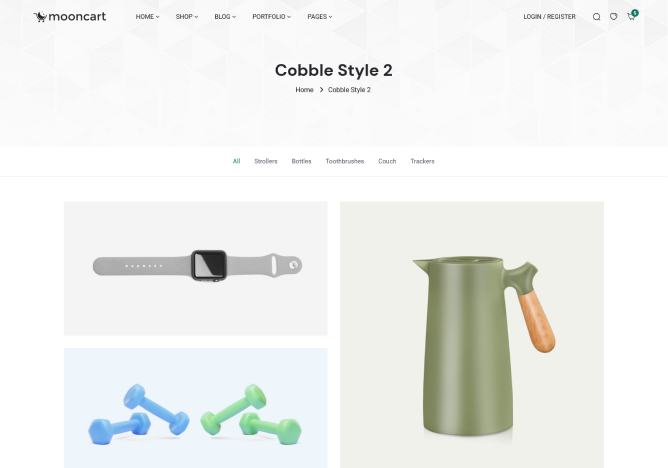 mooncart
HOME SHOP BLOG PORTFOLIO PAGES
LOGIN / REGISTER
5
Cobble Style 2
Home Cobble Style 2
All Strollers Bottles Toothbrushes Couch Trackers